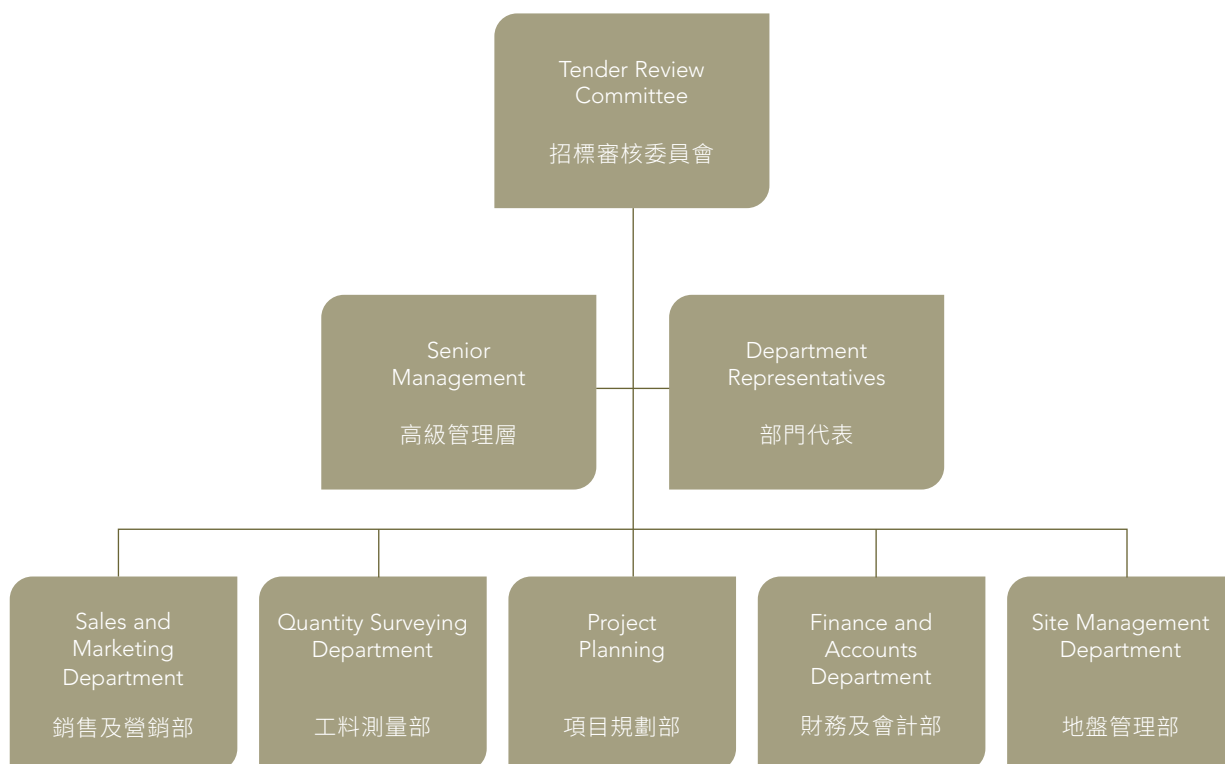 Tender Review
Committee
招標審核委員會
Senior
Management
高級管理層
Department
Representatives
部門代表
Sales and
Marketing
Department
銷售及營銷部
Quantity Surveying
Department
工料測量部
Project
Planning
項目規劃部
Finance and
Accounts
Department
財務及會計部
Site Management
Department
地盤管理部